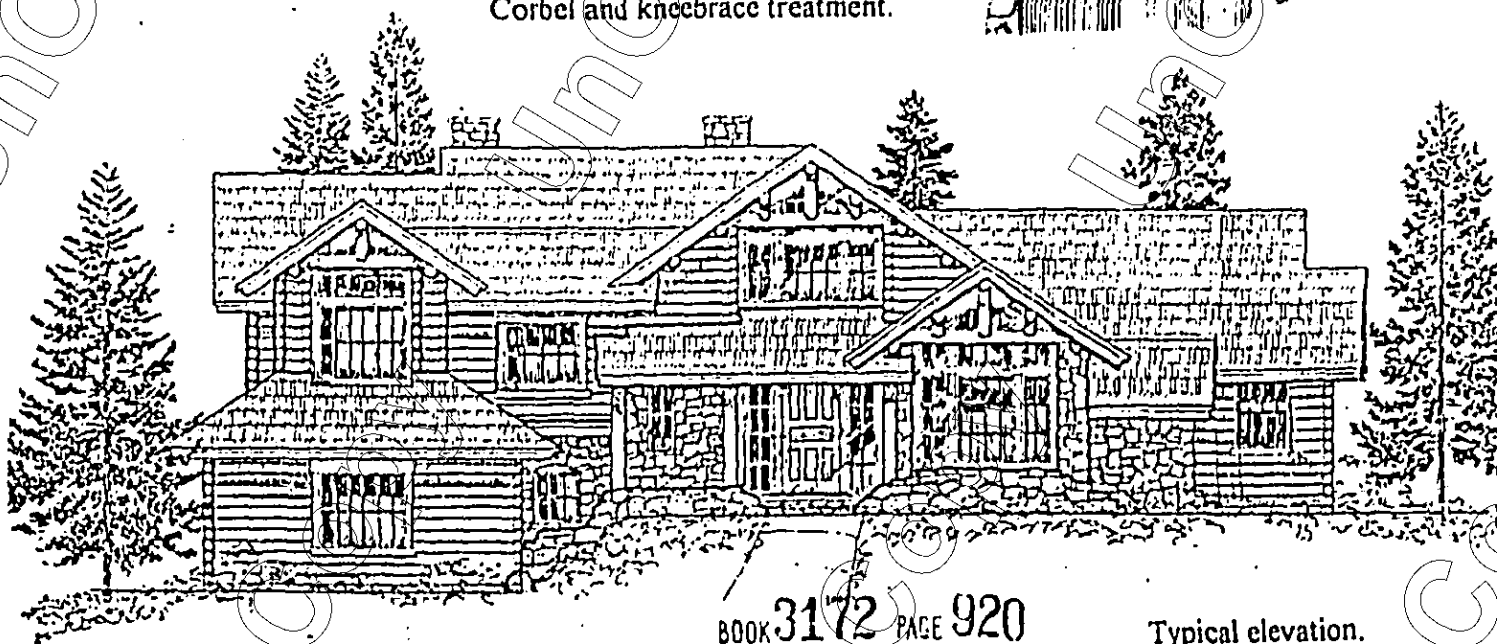 Corbel and kneebrace treatment.
BOOK 3172 PAGE 920
Typical elevation.